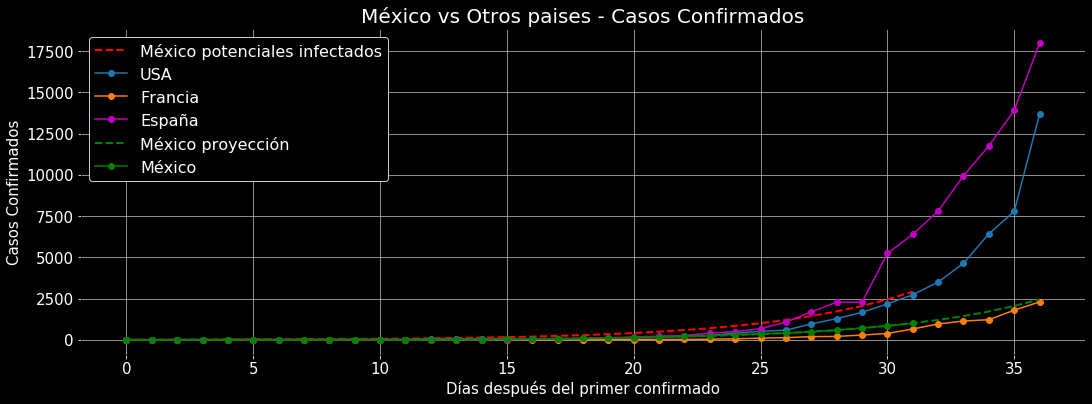 México vs Otros paises - Casos Confirmados
México potenciales infectados
USA
Francia
España
México proyección
México
Casos Confirmados
17500
15000
12500
10000
7500
5000
2500
0
0 5 10 15 20 25 30 35
Días después del primer confirmado